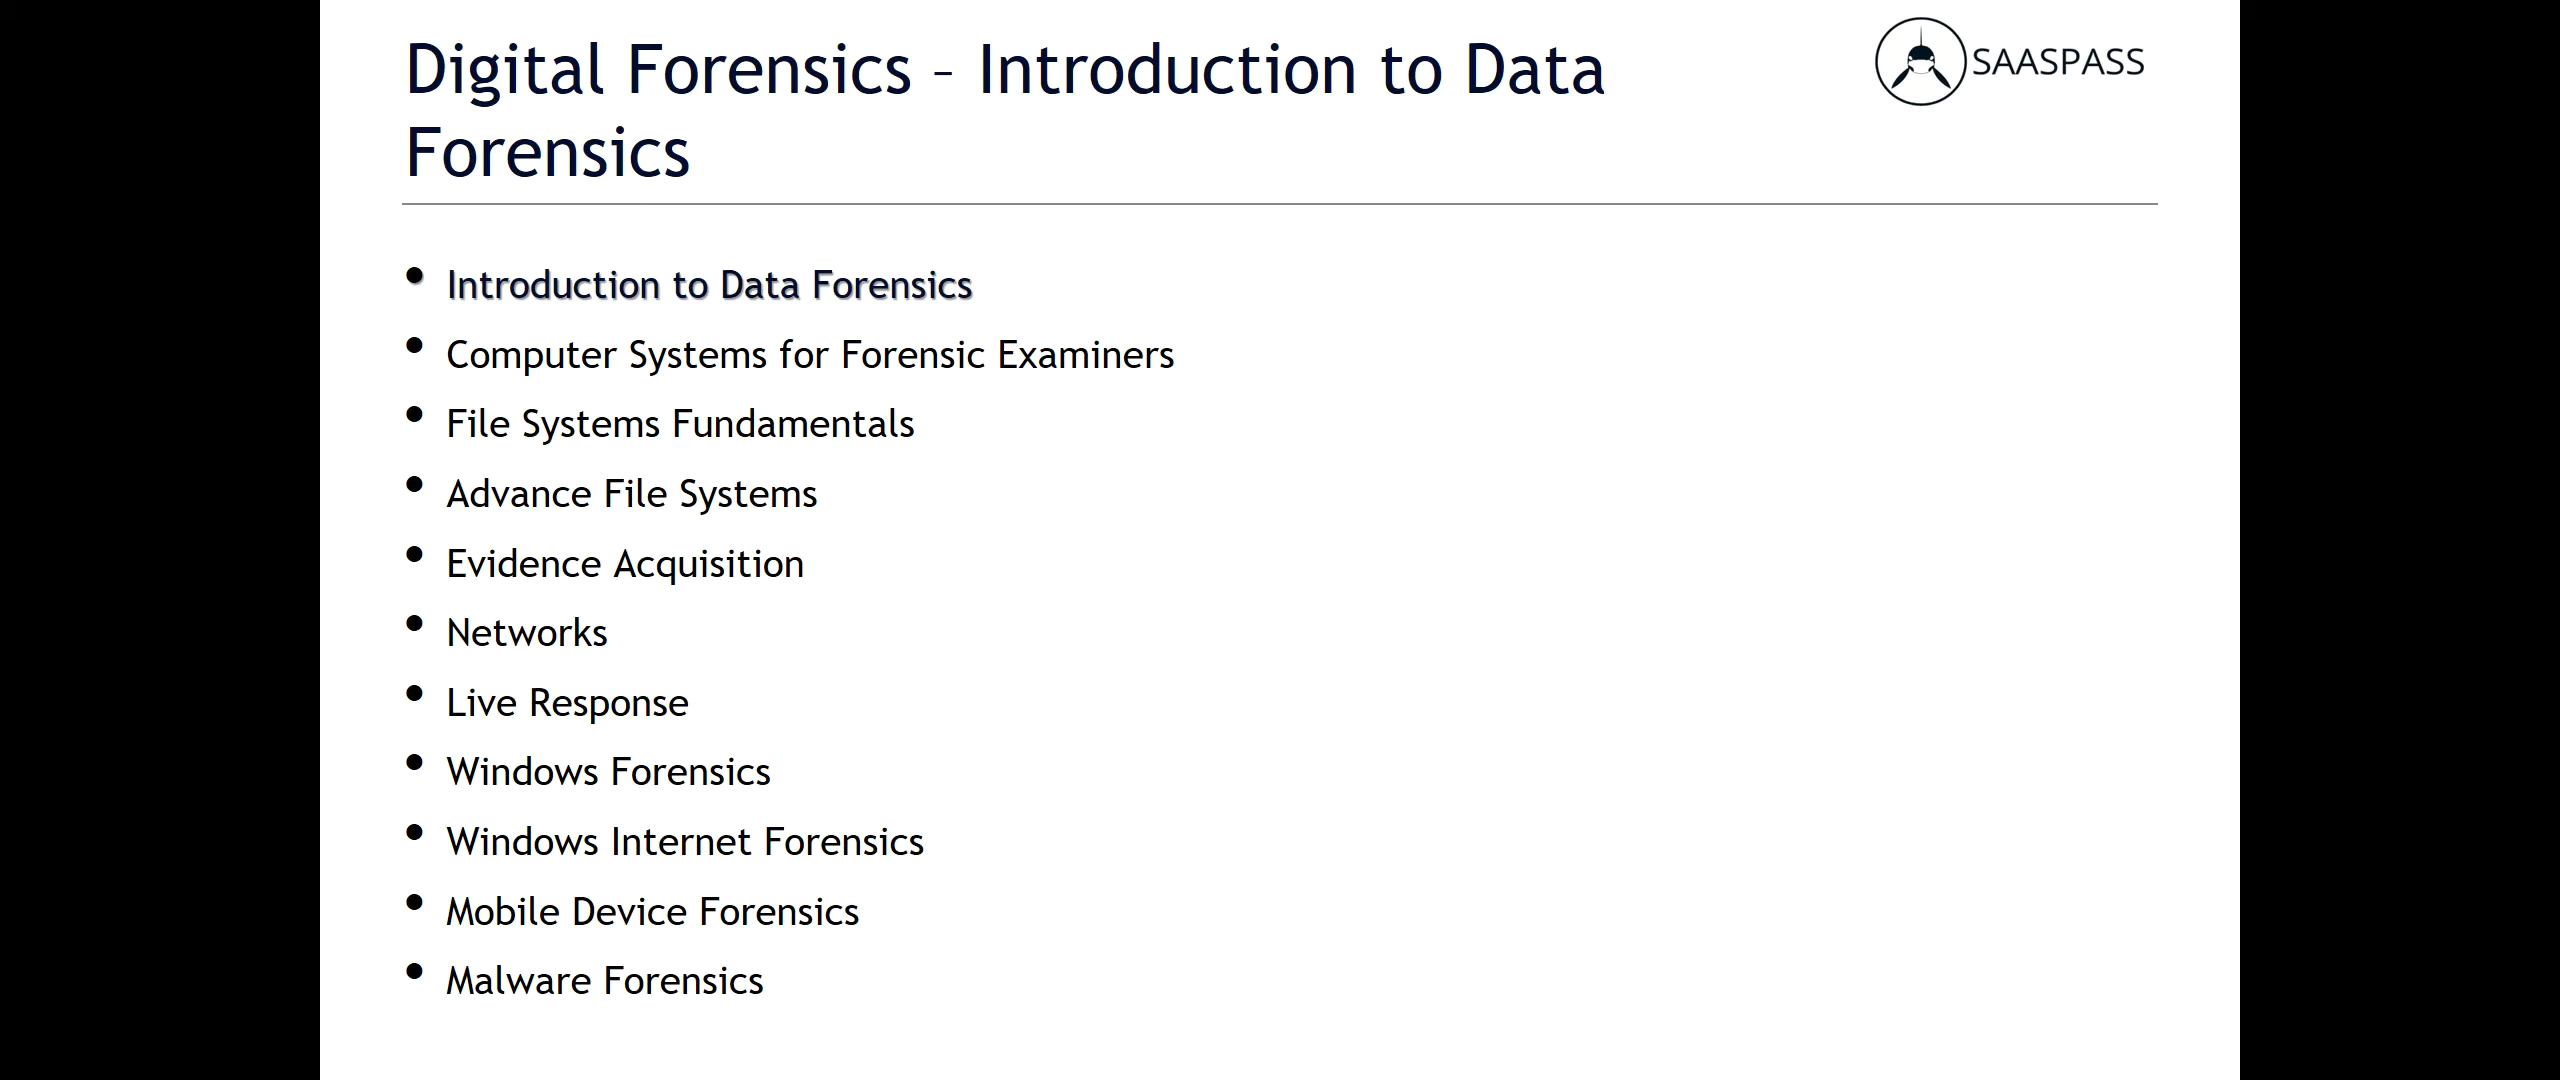 Digital Forensics – Introduction to Data
Forensics
SAASPASS
• Introduction to Data Forensics
• Computer Systems for Forensic Examiners
• File Systems Fundamentals
• Advance File Systems
• Evidence Acquisition
• Networks
• Live Response
• Windows Forensics
• Windows Internet Forensics
• Mobile Device Forensics
• Malware Forensics